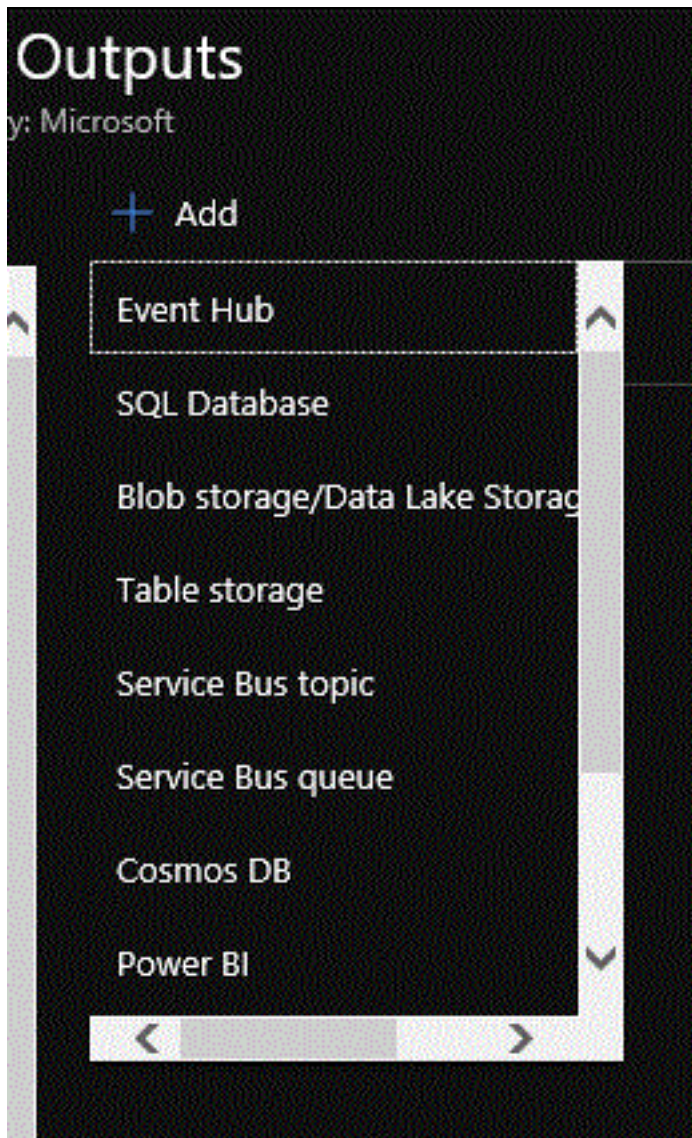 Outputs
y: Microsoft
Add
Event Hub
SQL Database
Blob storage/Data Lake Storag
Table storage
Service Bus topic
Service Bus queue
Cosmos DB
Power BI